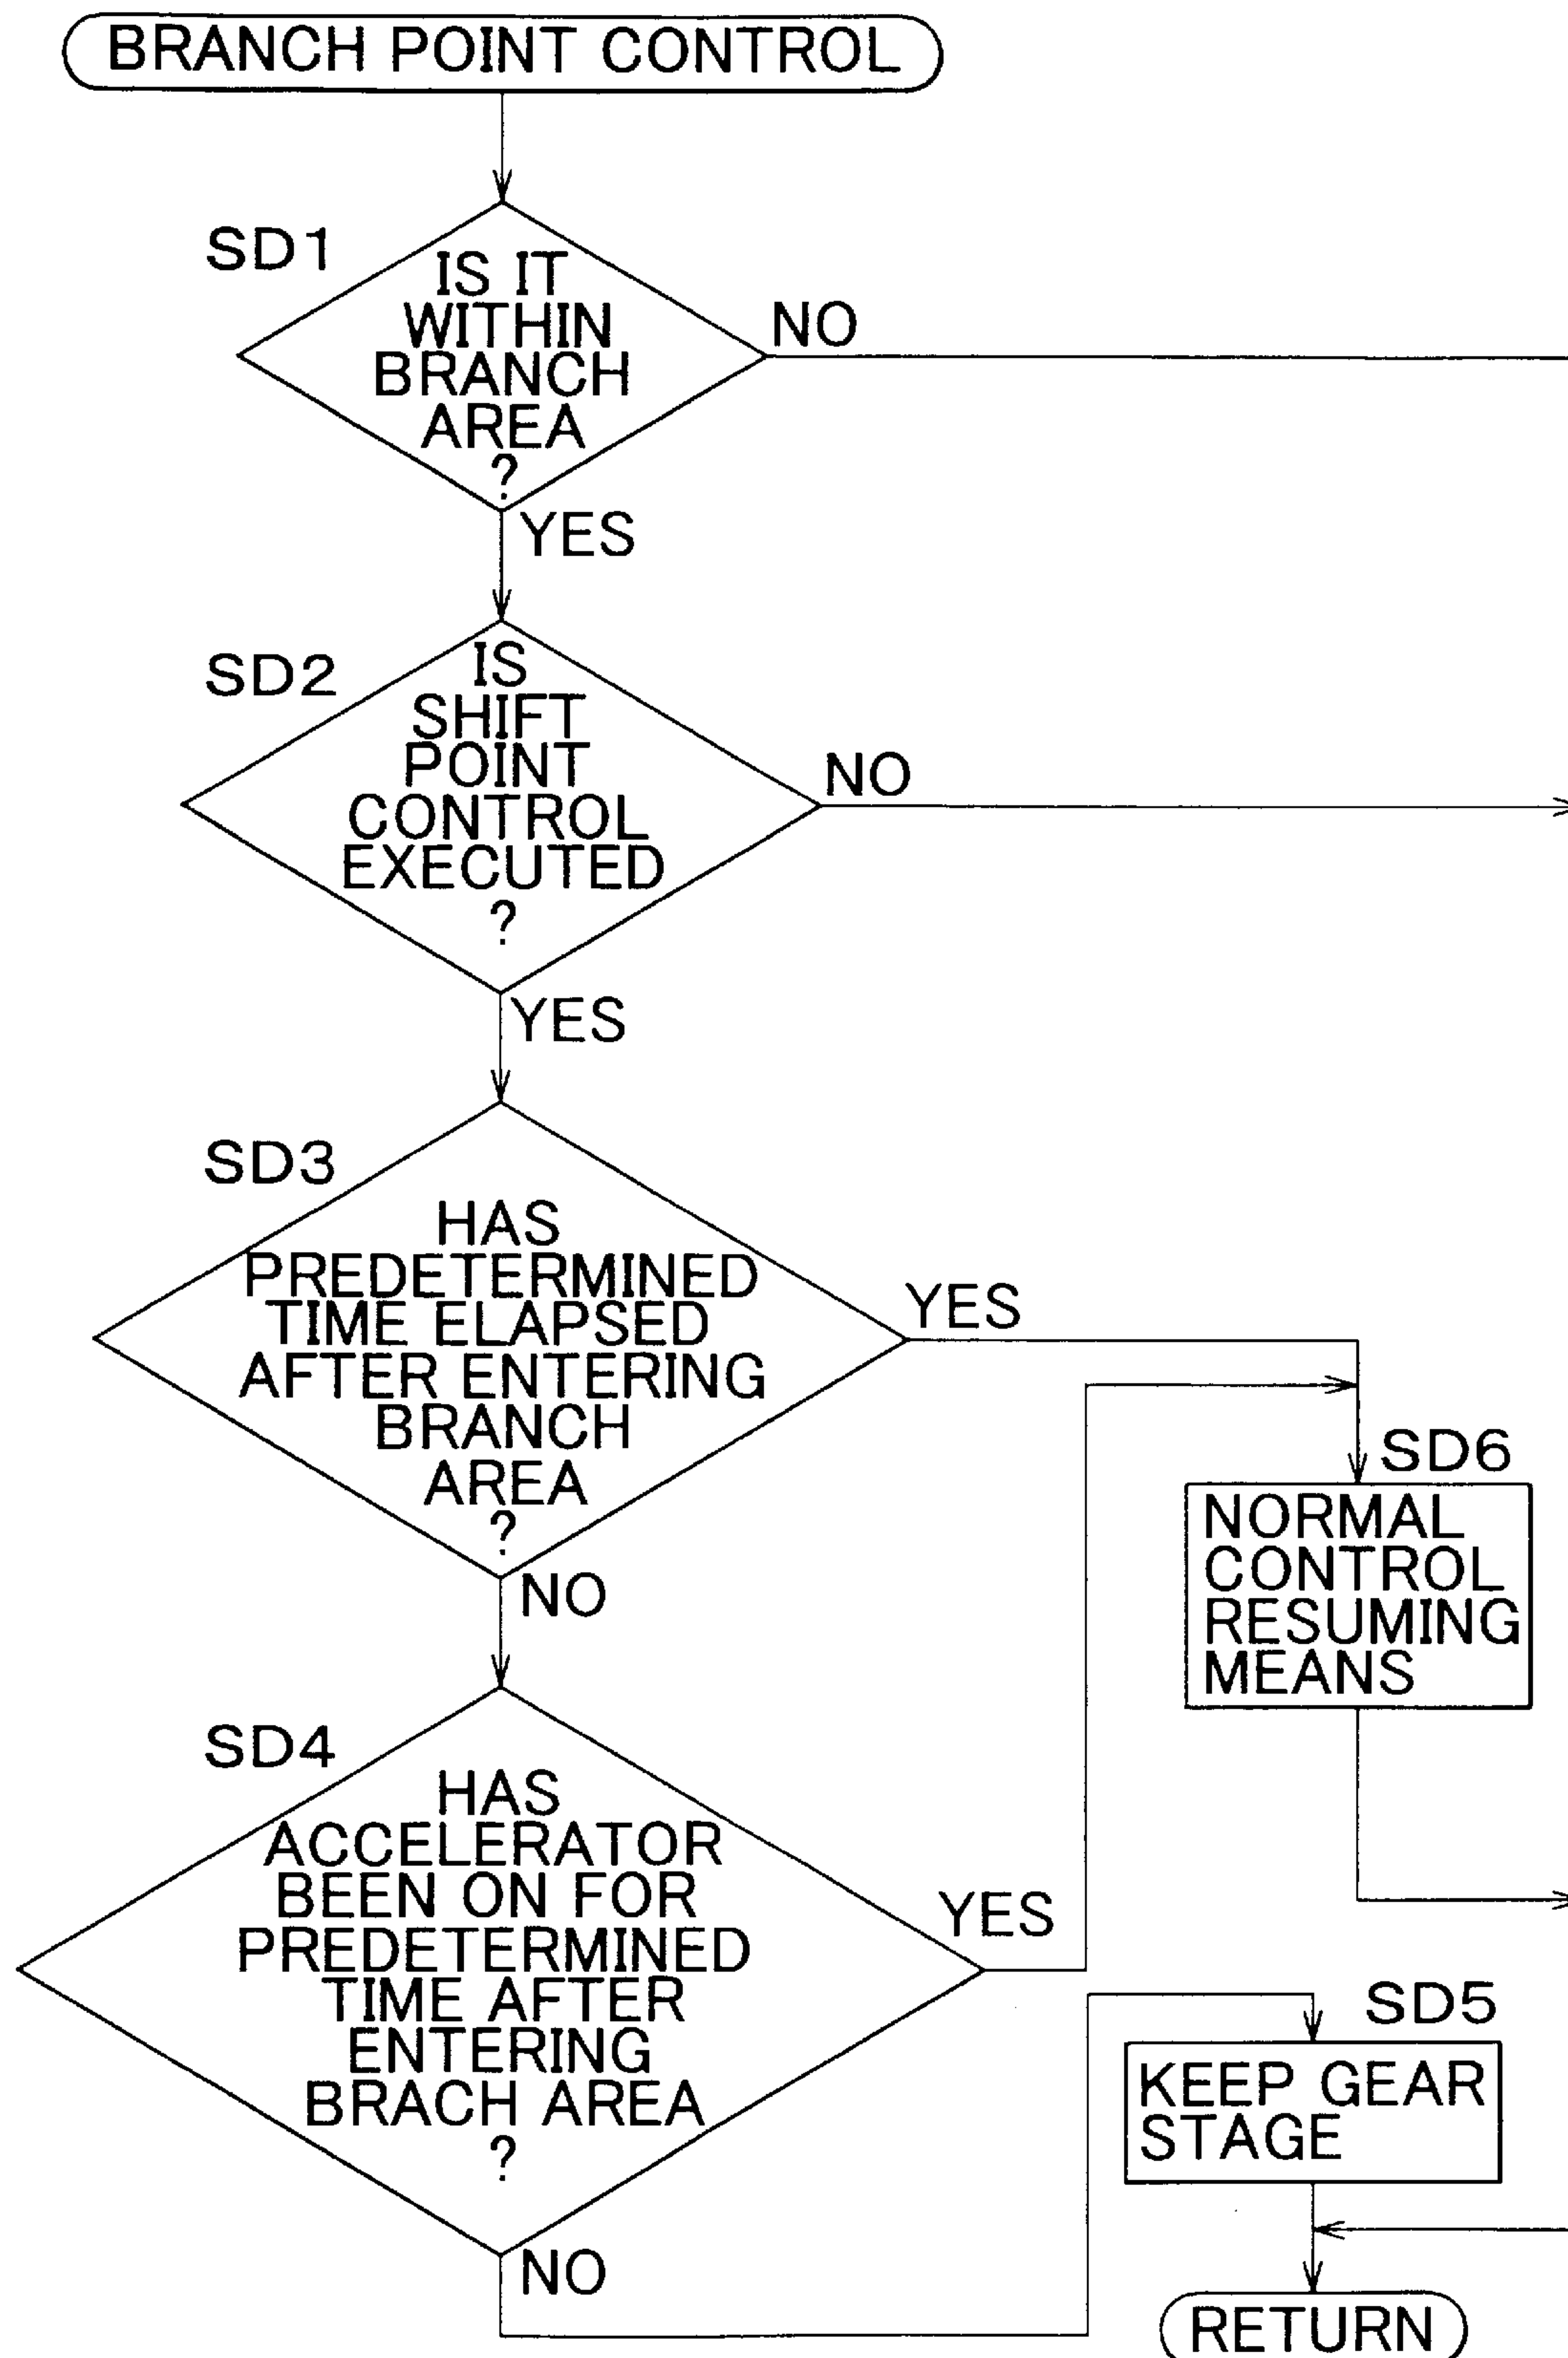 BRANCH POINT CONTROL
SD1
IS IT
WITHIN
BRANCH
AREA
?
NO
YES
SD2
IS
SHIFT
POINT
CONTROL
EXECUTED
?
NO
YES
SD3
HAS
PREDETERMINED
TIME ELAPSED
AFTER ENTERING
BRANCH
AREA
?
YES
NO
SD6
NORMAL
CONTROL
RESUMING
MEANS
SD4
HAS
ACCELERATOR
BEEN ON FOR
PREDETERMINED
TIME AFTER
ENTERING
BRACH AREA
?
YES
NO
SD5
KEEP GEAR
STAGE
RETURN